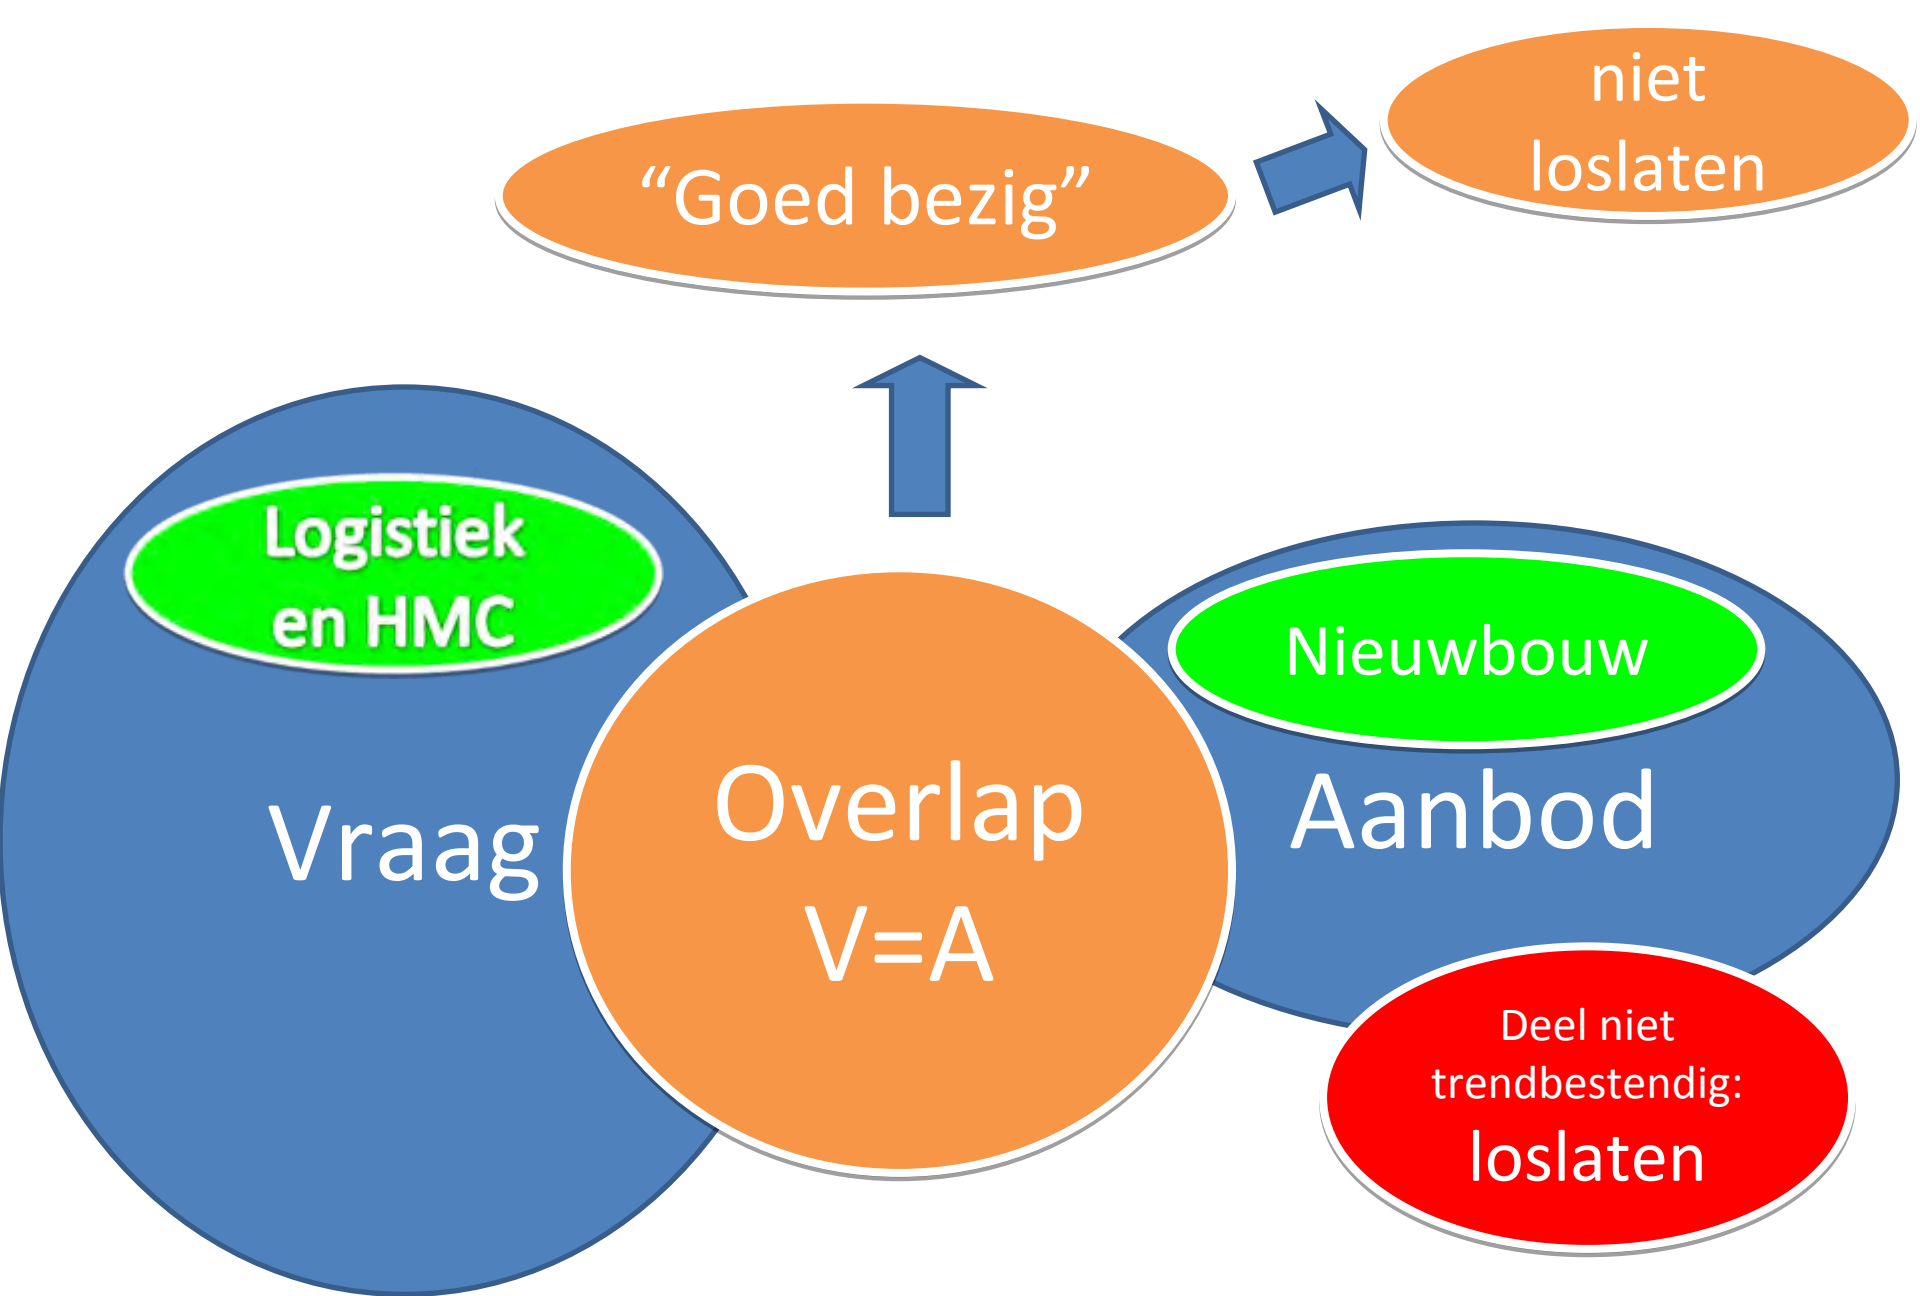 niet
loslaten
“Goed bezig”
Logistiek
en HMC
Nieuwbouw
Vraag
Overlap
V=A
Aanbod
Deel niet
trendbestendig:
loslaten